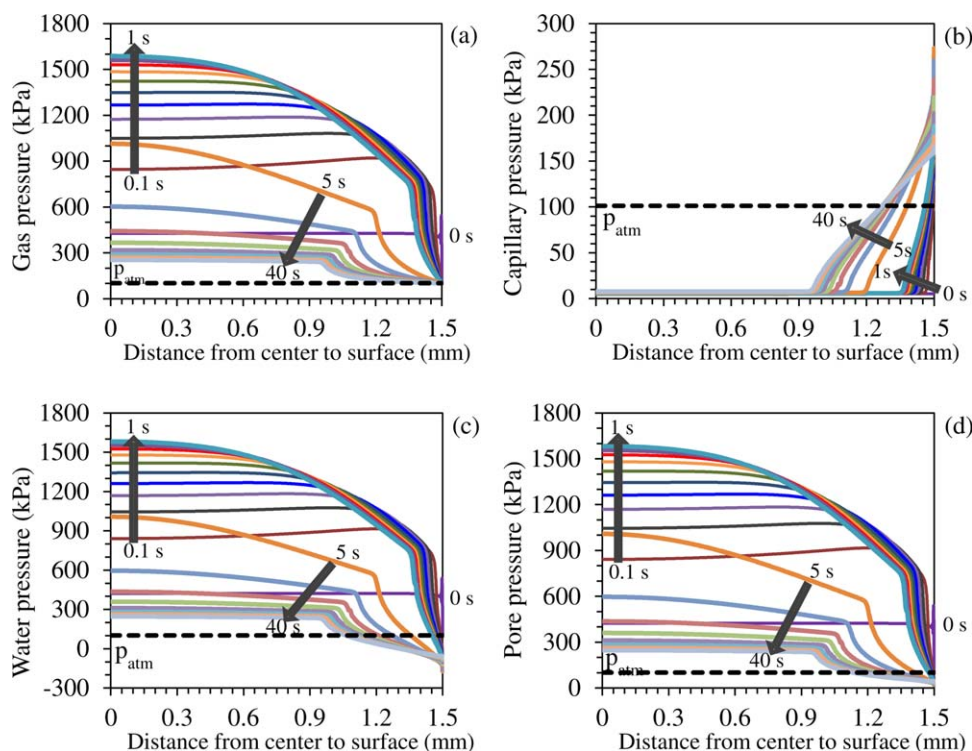 (a)
Gas pressure (kPa)
1800
1500
1200
900
600
300
0
1 s
0.1 s
5 s
40 s
0 s
p_atm
0 0.3 0.6 0.9 1.2 1.5
Distance from center to surface (mm)
(b)
Capillary pressure (kPa)
300
250
200
150
100
50
0
p_atm
40 s
5s
1s
0 s
0 0.3 0.6 0.9 1.2 1.5
Distance from center to surface (mm)
(c)
Water pressure (kPa)
1800
1500
1200
900
600
300
0
-300
1 s
0.1 s
5 s
40 s
0 s
p_atm
0 0.3 0.6 0.9 1.2 1.5
Distance from center to surface (mm)
(d)
Pore pressure (kPa)
1800
1500
1200
900
600
300
0
1 s
0.1 s
5 s
40 s
0 s
p_atm
0 0.3 0.6 0.9 1.2 1.5
Distance from center to surface (mm)